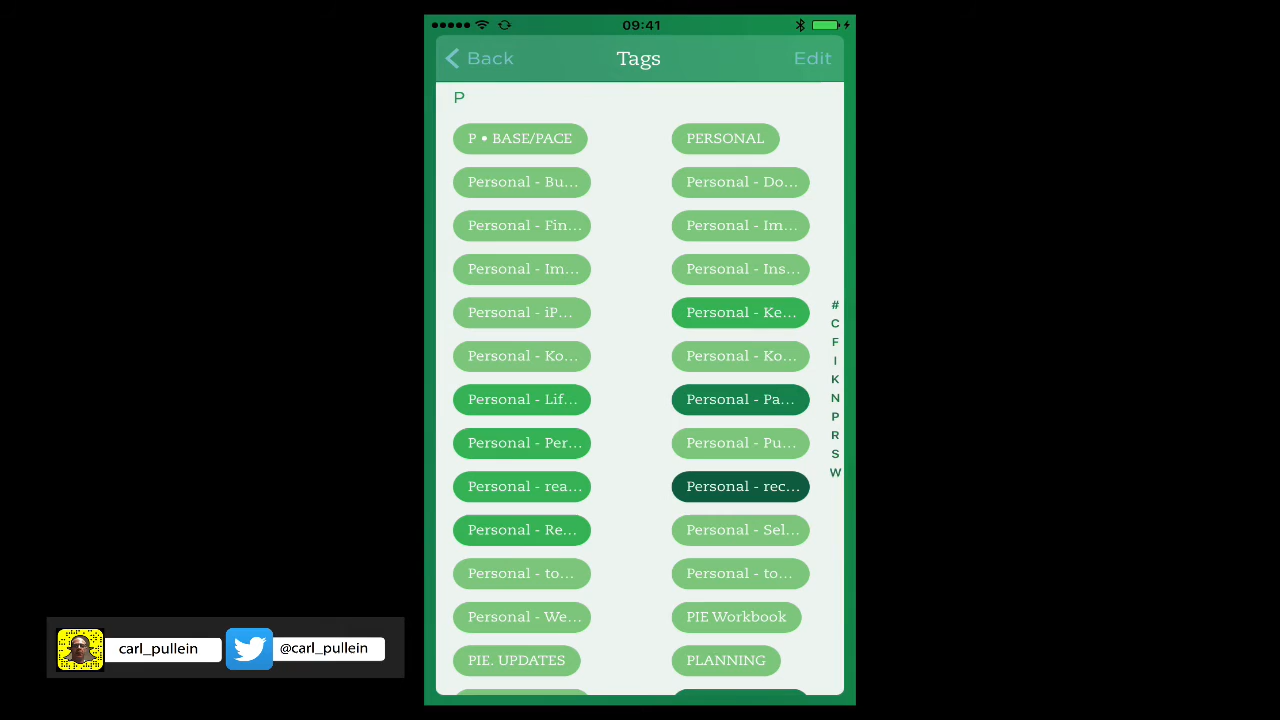 09:41
Back
Tags
Edit
P
P • BASE/PACE
PERSONAL
Personal - Bu...
Personal - Do...
Personal - Fin...
Personal - Im...
Personal - Im...
Personal - Ins...
Personal - iP...
Personal - Ke...
Personal - Ko...
Personal - Ko...
Personal - Lif...
Personal - Pa...
Personal - Per...
Personal - Pu...
Personal - rea...
Personal - rec...
Personal - Re...
Personal - Sel...
Personal - to...
Personal - to...
Personal - We...
PIE Workbook
PIE. UPDATES
PLANNING
#
C
F
I
K
N
P
R
S
W
carl_pullein
@carl_pullein